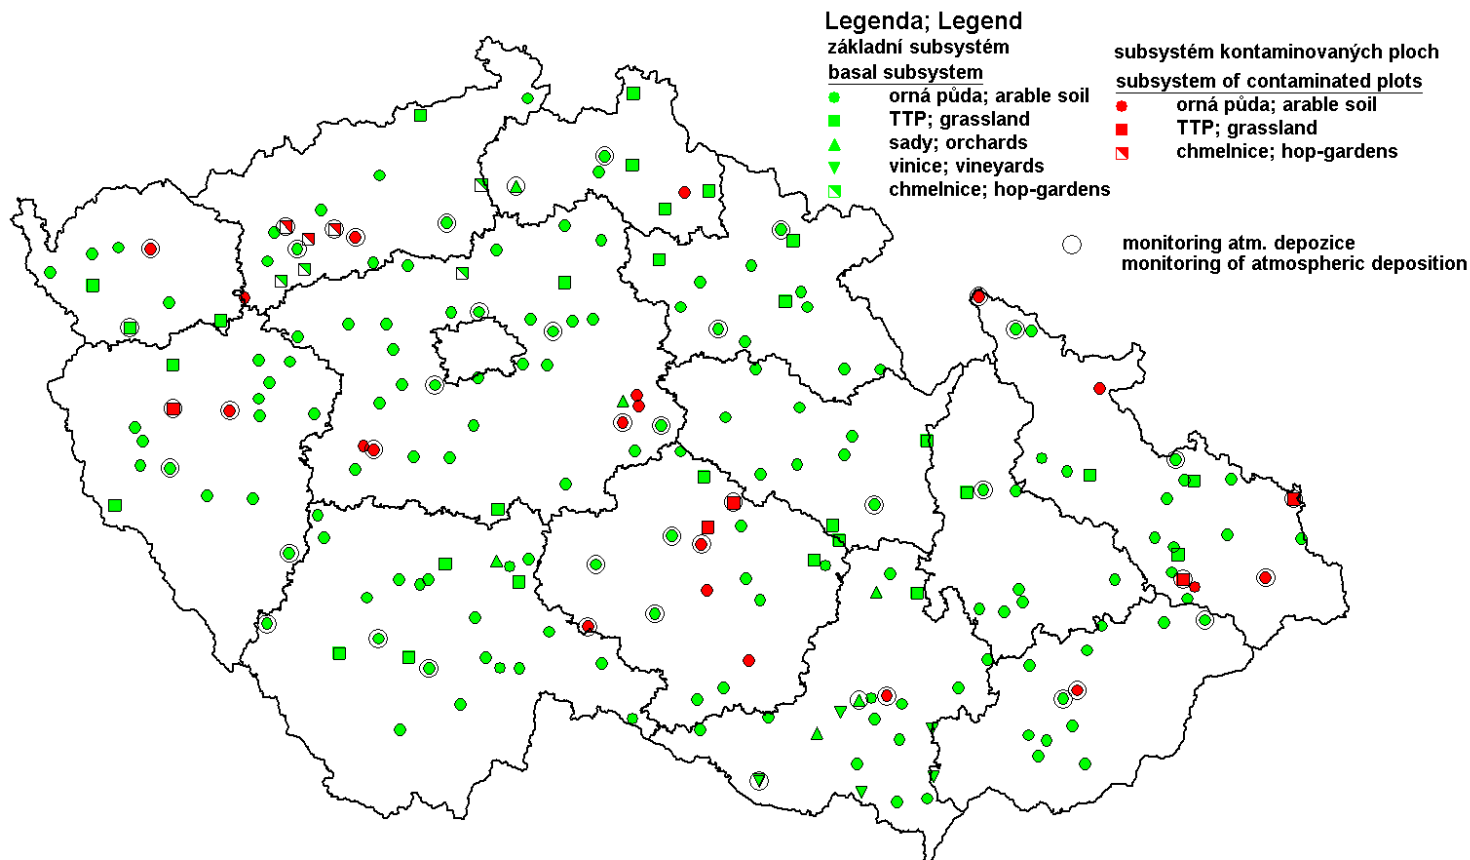 Legenda; Legend
základní subsystém
basal subsystem
orná půda; arable soil
TTP; grassland
sady; orchards
vinice; vineyards
chmelnice; hop-gardens
subsystém kontaminovaných ploch
subsystem of contaminated plots
orná půda; arable soil
TTP; grassland
chmelnice; hop-gardens
monitoring atm. depozice
monitoring of atmospheric deposition